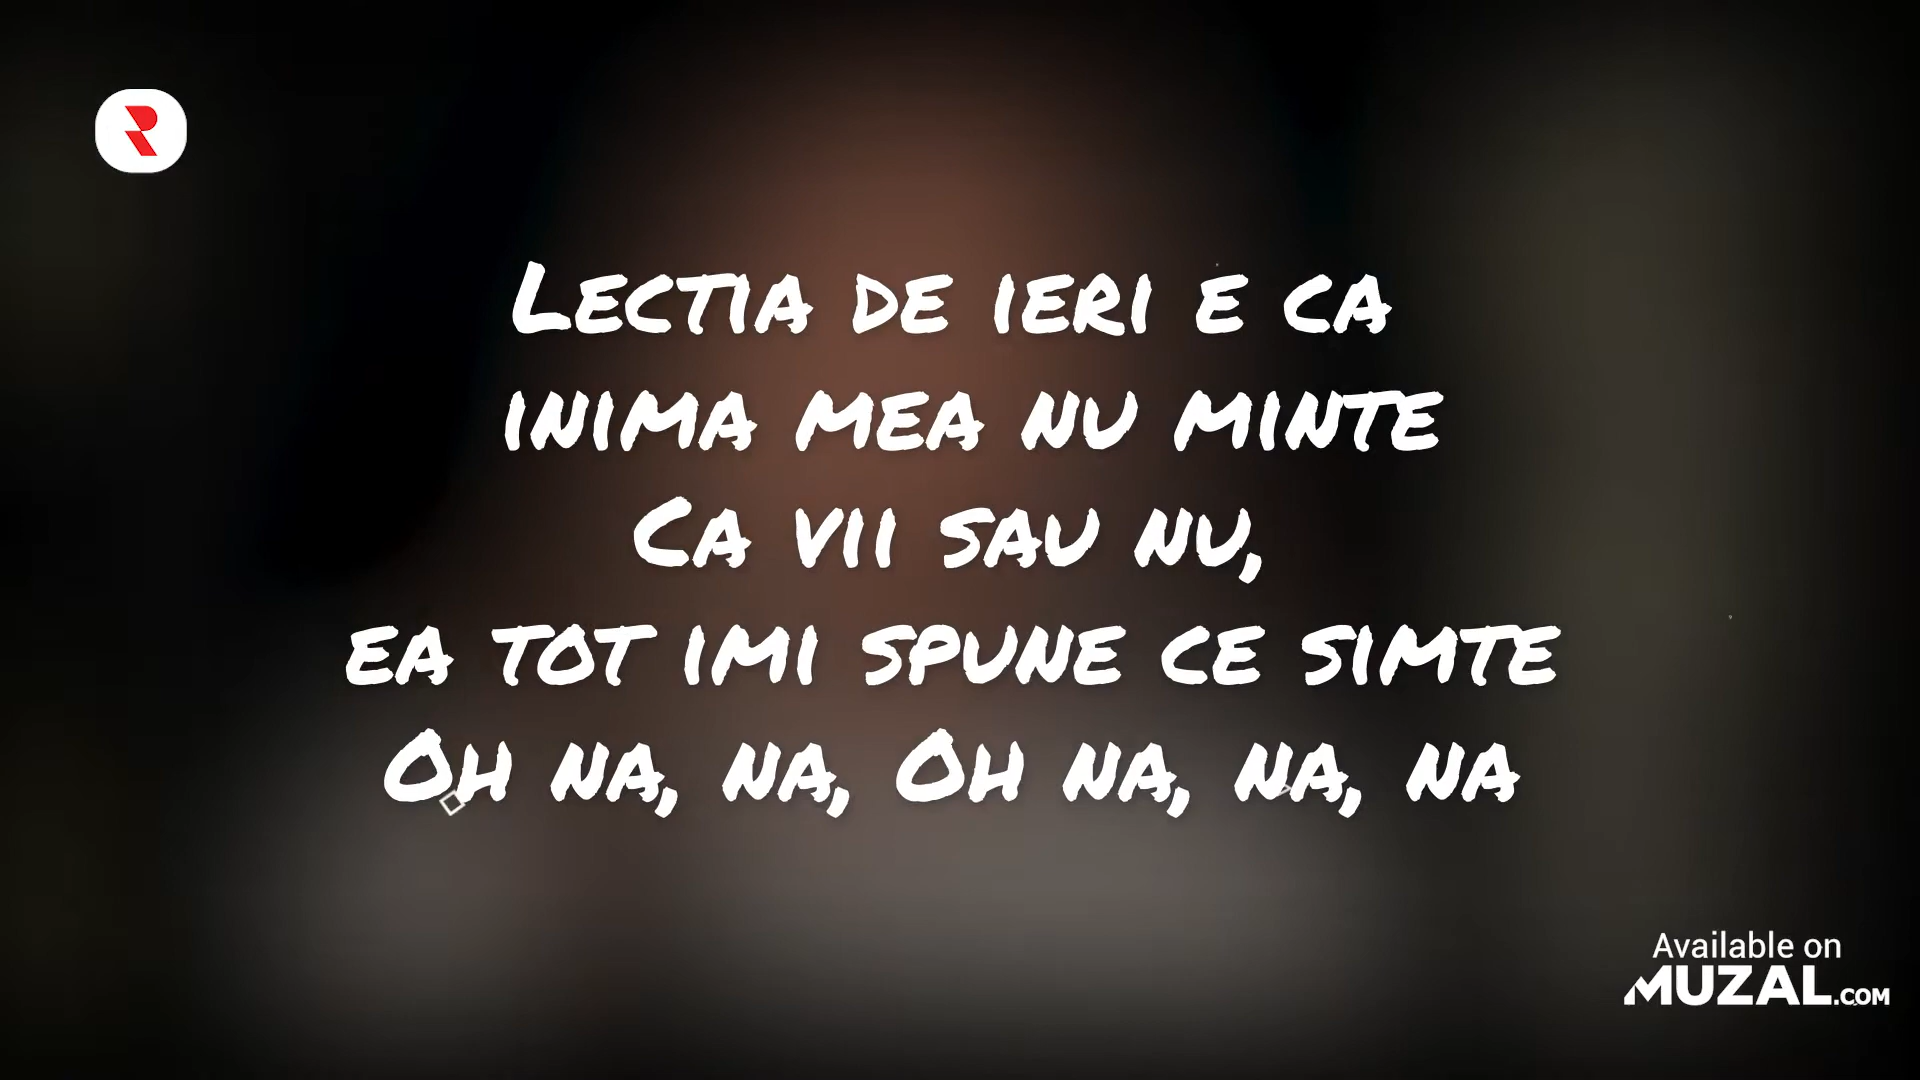 Lectia de ieri e ca
inima mea nu minte
Ca vii sau nu,
ea tot imi spune ce simte
Oh na, na, Oh na, na, na
Available on
MUZAL.COM